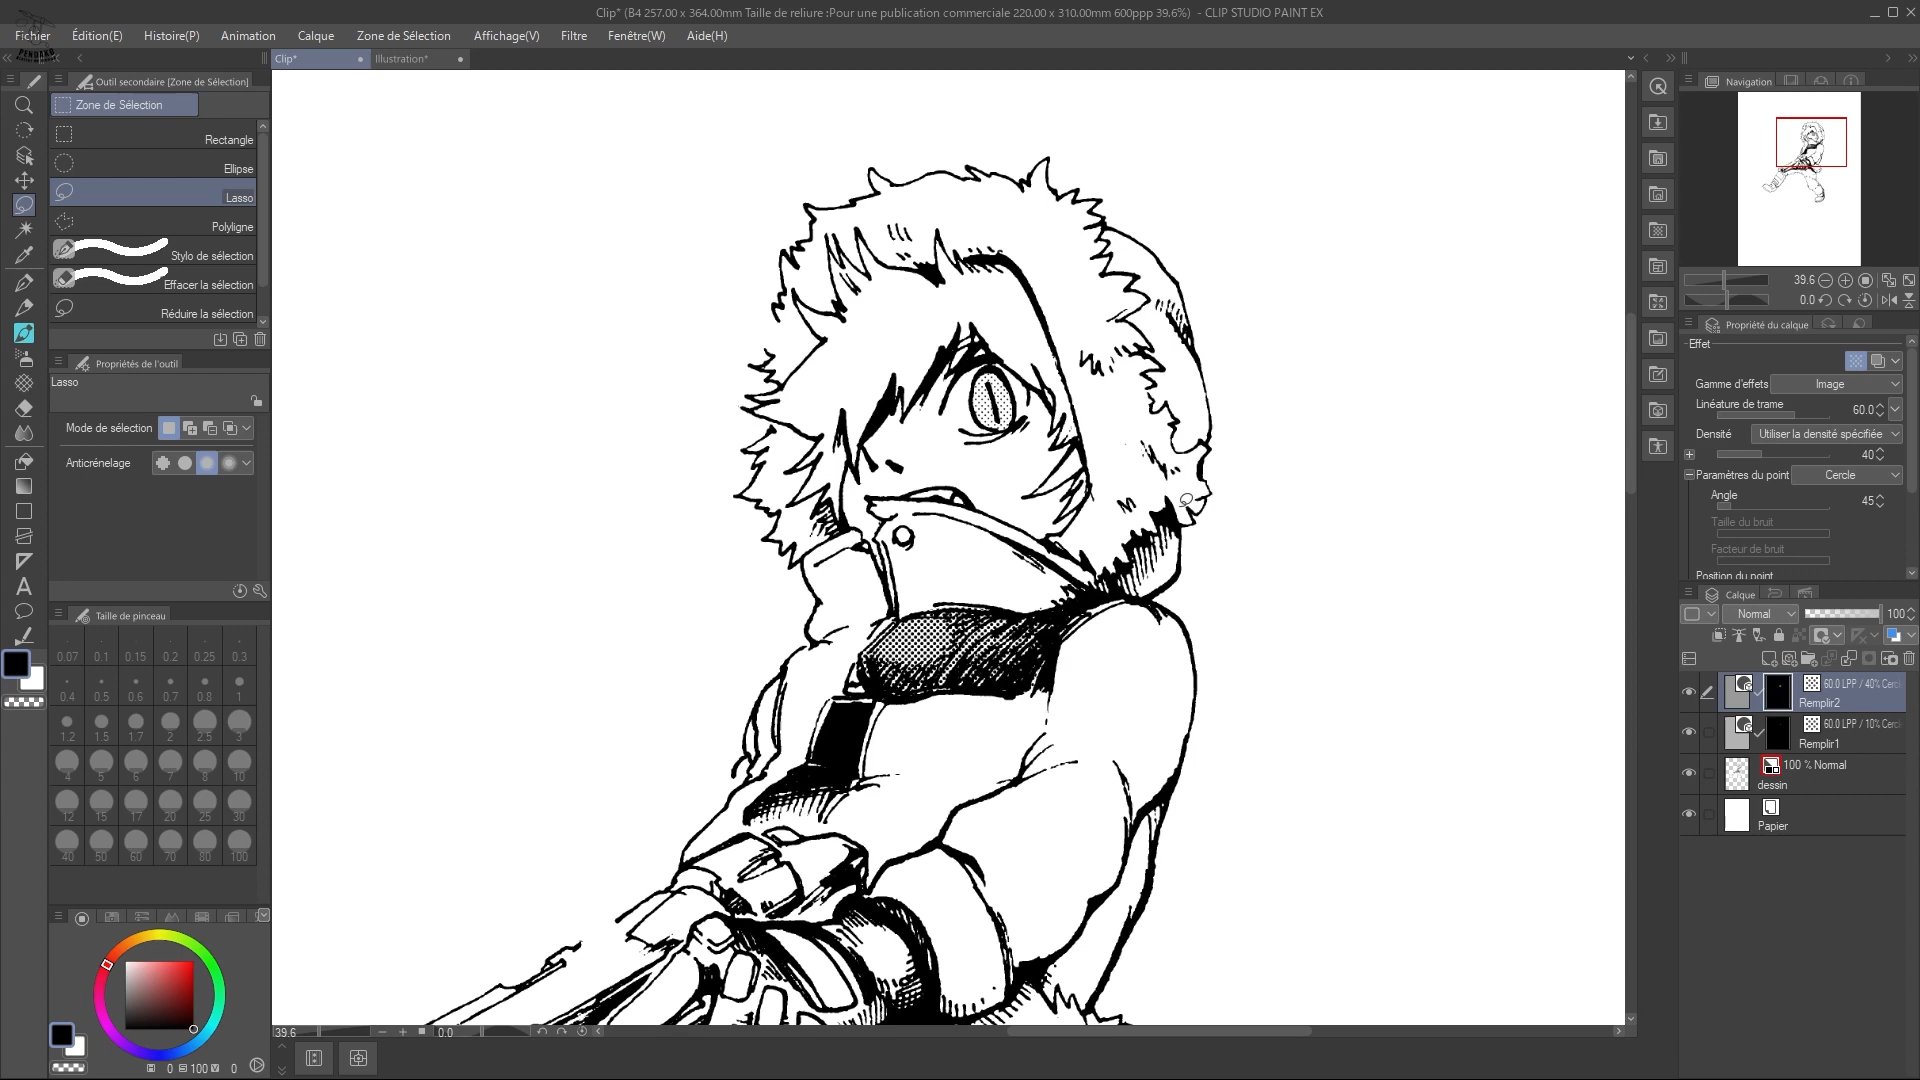 Clip* (B4 257.00 x 364.00mm Taille de reliure :Pour une publication commerciale 220.00 x 310.00mm 600ppp 39.6%) - CLIP STUDIO PAINT EX
Fichier Édition(E) Histoire(P) Animation Calque Zone de Sélection Affichage(V) Filtre Fenêtre(W) Aide(H)
Clip* Illustration*
Outil secondaire [Zone de Sélection]
Zone de Sélection
Rectangle
Ellipse
Lasso
Polyligne
Stylo de sélection
Effacer la sélection
Réduire la sélection
Propriétés de l'outil
Lasso
Mode de sélection
Anticrénelage
Taille de pinceau
0.07 0.1 0.15 0.2 0.25 0.3
0.4 0.5 0.6 0.7 0.8 1
1.2 1.5 1.7 2 2.5 3
4 5 6 7 8 10
12 15 17 20 25 30
40 50 60 70 80 100
0 100 0
39.6 0.0
Navigation
39.6
0.0
Propriété du calque
Effet
Gamme d'effets Image
Linéature de trame 60.0
Densité Utiliser la densité spécifiée
40
Paramètres du point Cercle
Angle 45
Taille du bruit
Facteur de bruit
Position du point
Calque
Normal 100
60.0 LPP / 40% Cerc
Remplir2
60.0 LPP / 10% Cerc
Remplir1
100 % Normal
dessin
Papier